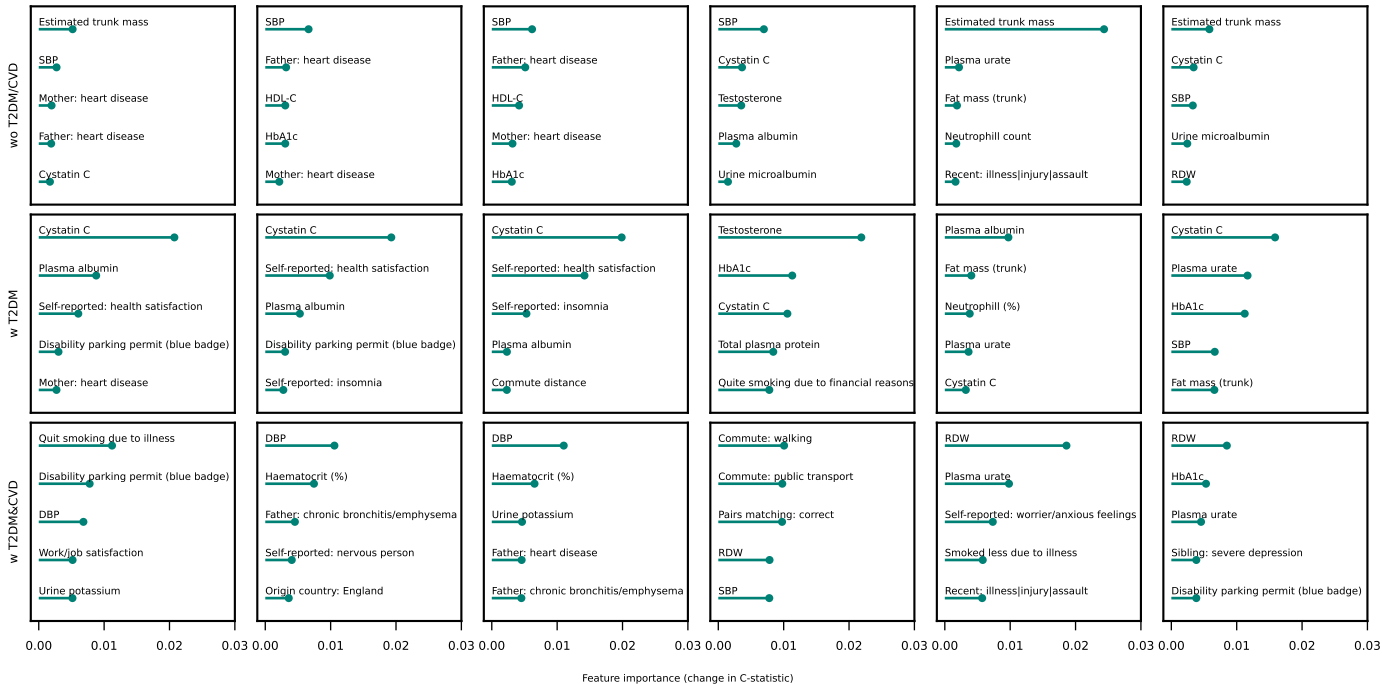 wo T2DM/CVD
Estimated trunk mass
SBP
Mother: heart disease
Father: heart disease
Cystatin C
SBP
Father: heart disease
HDL-C
HbA1c
Mother: heart disease
SBP
Father: heart disease
HDL-C
Mother: heart disease
HbA1c
SBP
Cystatin C
Testosterone
Plasma albumin
Urine microalbumin
Estimated trunk mass
Plasma urate
Fat mass (trunk)
Neutrophill count
Recent: illness|injury|assault
Estimated trunk mass
Cystatin C
SBP
Urine microalbumin
RDW
w T2DM
Cystatin C
Plasma albumin
Self-reported: health satisfaction
Disability parking permit (blue badge)
Mother: heart disease
Cystatin C
Self-reported: health satisfaction
Plasma albumin
Disability parking permit (blue badge)
Self-reported: insomnia
Cystatin C
Self-reported: health satisfaction
Self-reported: insomnia
Plasma albumin
Commute distance
Testosterone
HbA1c
Cystatin C
Total plasma protein
Quite smoking due to financial reasons
Plasma albumin
Fat mass (trunk)
Neutrophill (%)
Plasma urate
Cystatin C
Cystatin C
Plasma urate
HbA1c
SBP
Fat mass (trunk)
w T2DM&CVD
Quit smoking due to illness
Disability parking permit (blue badge)
DBP
Work/job satisfaction
Urine potassium
DBP
Haematocrit (%)
Father: chronic bronchitis/emphysema
Self-reported: nervous person
Origin country: England
DBP
Haematocrit (%)
Urine potassium
Father: heart disease
Father: chronic bronchitis/emphysema
Commute: walking
Commute: public transport
Pairs matching: correct
RDW
SBP
RDW
Plasma urate
Self-reported: worrier/anxious feelings
Smoked less due to illness
Recent: illness|injury|assault
RDW
HbA1c
Plasma urate
Sibling: severe depression
Disability parking permit (blue badge)
0.00 0.01 0.02 0.03 0.00 0.01 0.02 0.03 0.00 0.01 0.02 0.03 0.00 0.01 0.02 0.03 0.00 0.01 0.02 0.03 0.00 0.01 0.02 0.03
Feature importance (change in C-statistic)